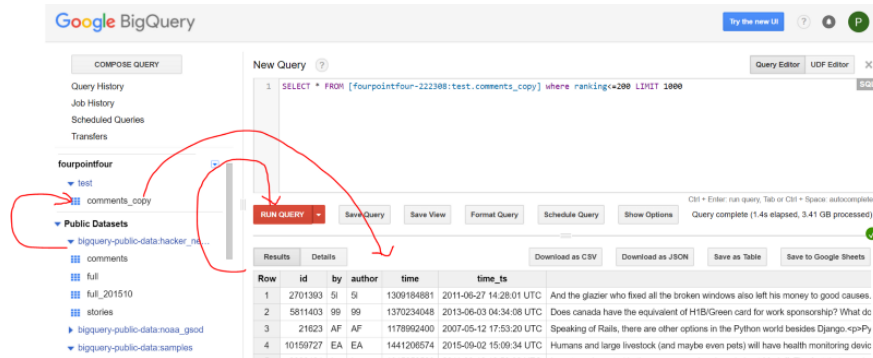 Google BigQuery
Try the new UI
?
P
COMPOSE QUERY
Query History
Job History
Scheduled Queries
Transfers
fourpointfour
test
comments_copy
Public Datasets
bigquery-public-data:hacker_ne...
comments
full
full_201510
stories
bigquery-public-data:noaa_gsod
bigquery-public-data:samples
New Query ?
Query Editor UDF Editor X
1 SELECT * FROM [fourpointfour-222308:test.comments_copy] where ranking<=200 LIMIT 1000
Ctrl + Enter: run query, Tab or Ctrl + Space: autocomplete
RUN QUERY Save Query Save View Format Query Schedule Query Show Options Query complete (1.4s elapsed, 3.41 GB processed)
Results Details Download as CSV Download as JSON Save as Table Save to Google Sheets
Row id by author time time_ts
1 2701393 5l 5l 1309184881 2011-06-27 14:28:01 UTC And the glazier who fixed all the broken windows also left his money to good causes.
2 5811403 99 99 1370234048 2013-06-03 04:34:08 UTC Does canada have the equivalent of H1B/Green card for work sponsorship? What do
3 21623 AF AF 1178992400 2007-05-12 17:53:20 UTC Speaking of Rails, there are other options in the Python world besides Django.<p>Py
4 10159727 EA EA 1441206574 2015-09-02 15:09:34 UTC Humans and large livestock (and maybe even pets) will have health monitoring devic